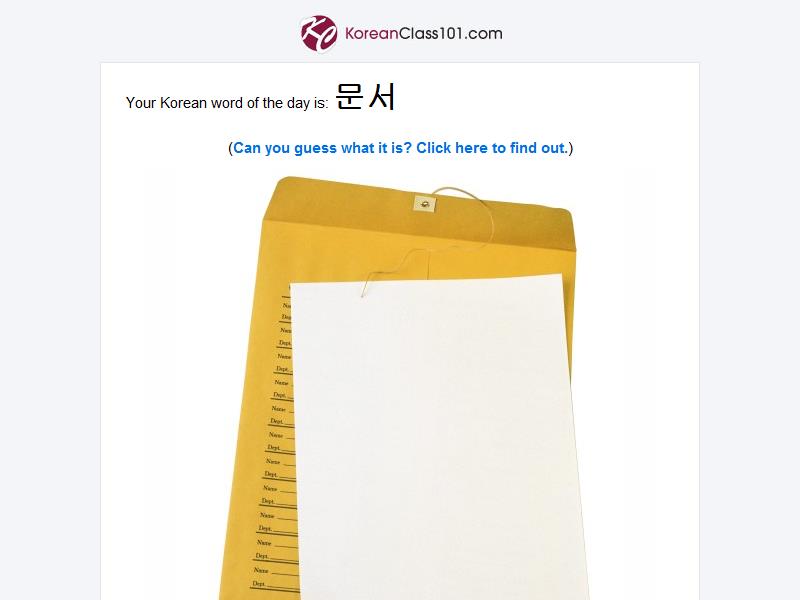 KC KoreanClass101.com
Your Korean word of the day is: 문서
(Can you guess what it is? Click here to find out.)
Name
Dept.
Name
Dept.
Name
Dept.
Name
Dept.
Name
Dept.
Name
Dept.
Name
Dept.
Name
Dept.
Name
Dept.
Name
Dept.
Name
Dept.